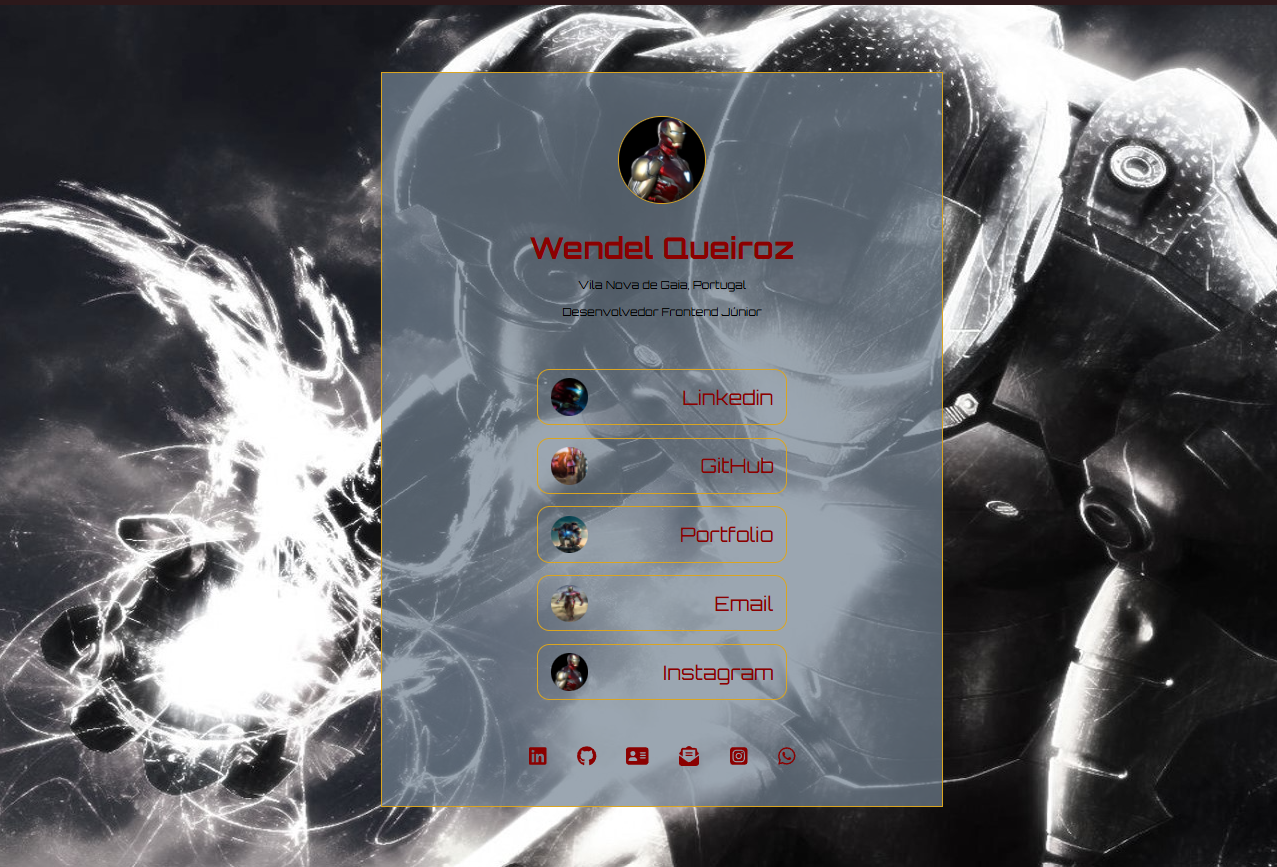 Wendel Queiroz
Vila Nova de Gaia, Portugal
Desenvolvedor Frontend Júnior
Linkedin
GitHub
Portfolio
Email
Instagram